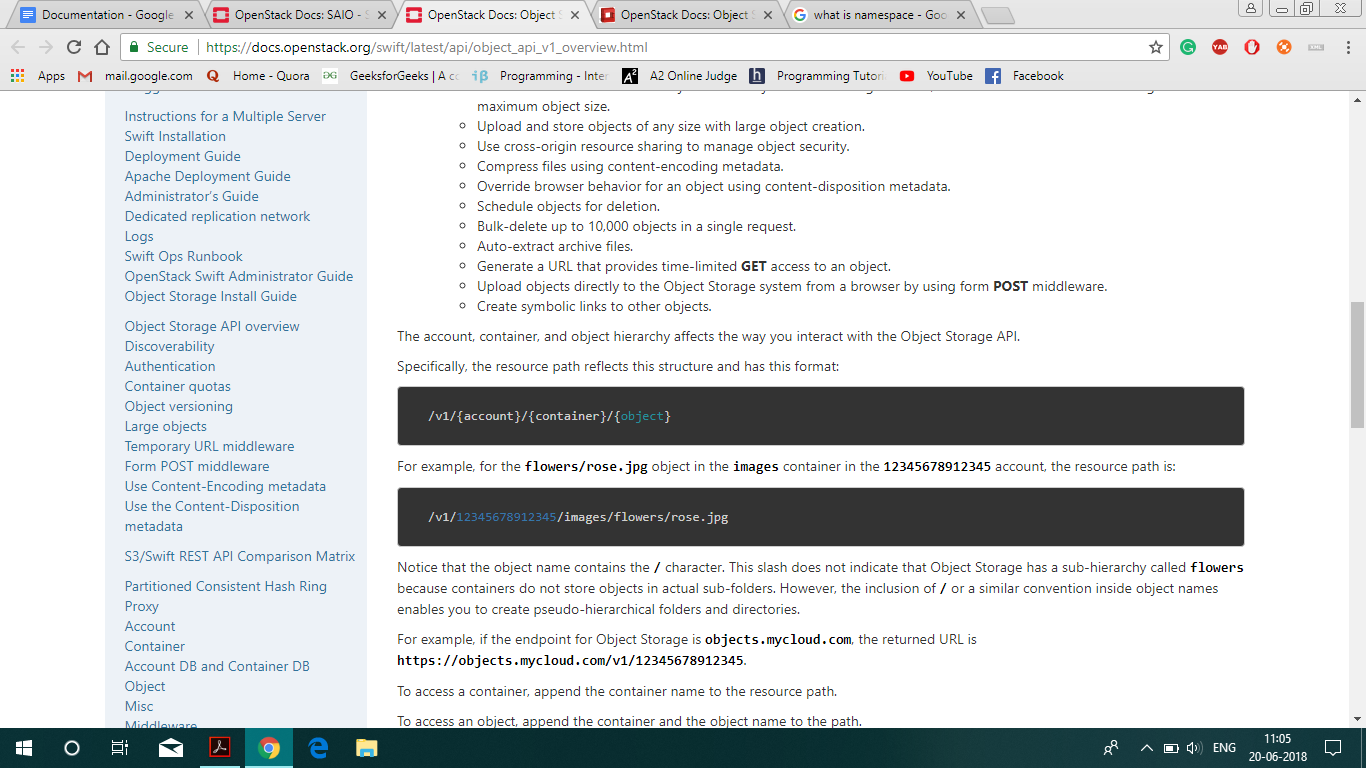 Documentation - Google
OpenStack Docs: SAIO - S
OpenStack Docs: Object S
OpenStack Docs: Object S
what is namespace - Goo
Secure
https://docs.openstack.org/swift/latest/api/object_api_v1_overview.html
YAB
Apps
mail.google.com
Home - Quora
GeeksforGeeks | A co
Programming - Inter
A2 Online Judge
Programming Tutori
YouTube
Facebook
Instructions for a Multiple Server
Swift Installation
Deployment Guide
Apache Deployment Guide
Administrator's Guide
Dedicated replication network
Logs
Swift Ops Runbook
OpenStack Swift Administrator Guide
Object Storage Install Guide
Object Storage API overview
Discoverability
Authentication
Container quotas
Object versioning
Large objects
Temporary URL middleware
Form POST middleware
Use Content-Encoding metadata
Use the Content-Disposition
metadata
S3/Swift REST API Comparison Matrix
Partitioned Consistent Hash Ring
Proxy
Account
Container
Account DB and Container DB
Object
Misc
Middleware
maximum object size.
Upload and store objects of any size with large object creation.
Use cross-origin resource sharing to manage object security.
Compress files using content-encoding metadata.
Override browser behavior for an object using content-disposition metadata.
Schedule objects for deletion.
Bulk-delete up to 10,000 objects in a single request.
Auto-extract archive files.
Generate a URL that provides time-limited GET access to an object.
Upload objects directly to the Object Storage system from a browser by using form POST middleware.
Create symbolic links to other objects.
The account, container, and object hierarchy affects the way you interact with the Object Storage API.
Specifically, the resource path reflects this structure and has this format:
/v1/{account}/{container}/{object}
For example, for the flowers/rose.jpg object in the images container in the 12345678912345 account, the resource path is:
/v1/12345678912345/images/flowers/rose.jpg
Notice that the object name contains the / character. This slash does not indicate that Object Storage has a sub-hierarchy called flowers
because containers do not store objects in actual sub-folders. However, the inclusion of / or a similar convention inside object names
enables you to create pseudo-hierarchical folders and directories.
For example, if the endpoint for Object Storage is objects.mycloud.com, the returned URL is
https://objects.mycloud.com/v1/12345678912345.
To access a container, append the container name to the resource path.
To access an object, append the container and the object name to the path.
ENG
11:05
20-06-2018